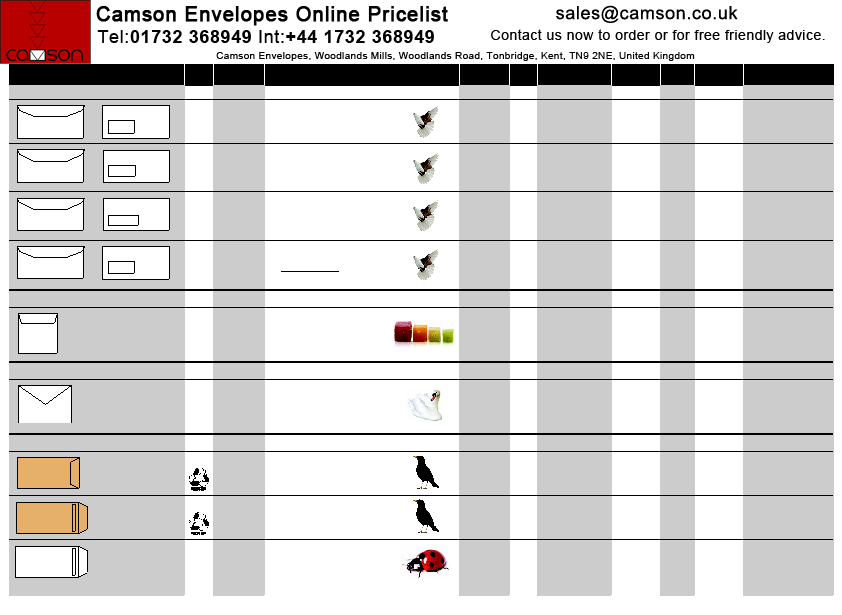 camson
Camson Envelopes Online Pricelist
Tel:01732 368949 Int:+44 1732 368949
sales@camson.co.uk
Contact us now to order or for free friendly advice.
Camson Envelopes, Woodlands Mills, Woodlands Road, Tonbridge, Kent, TN9 2NE, United Kingdom